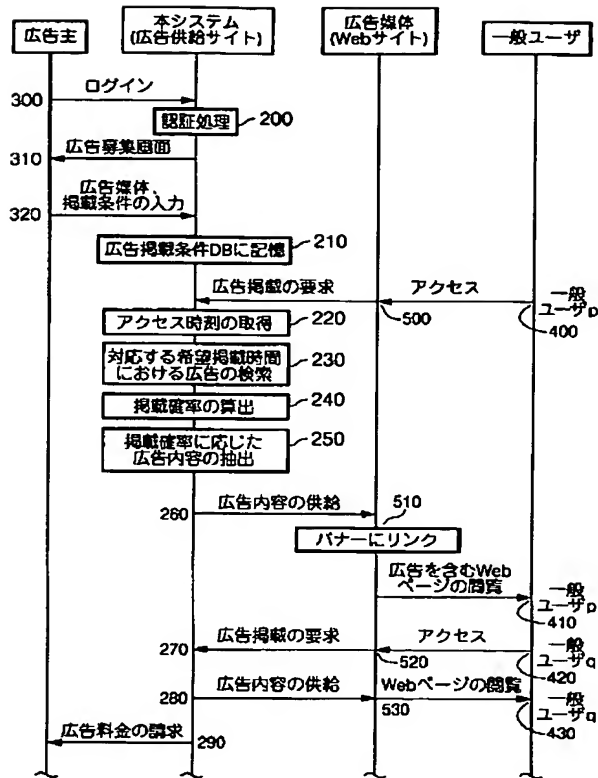 広告主
本システム
(広告供給サイト)
広告媒体
(Webサイト)
一般ユーザ
300
ログイン
認証処理
200
310
広告募集画面
320
広告媒体、
掲載条件の入力
広告掲載条件DBに記憶
210
広告掲載の要求
アクセス
一般
ユーザp
500
400
アクセス時刻の取得
220
対応する希望掲載時間
における広告の検索
230
掲載確率の算出
240
掲載確率に応じた
広告内容の抽出
250
260
広告内容の供給
510
バナーにリンク
広告を含むWeb
ページの閲覧
一般
ユーザp
410
270
広告掲載の要求
アクセス
一般
ユーザq
520
420
280
広告内容の供給
Webページの閲覧
一般
ユーザq
530
430
広告料金の請求
290